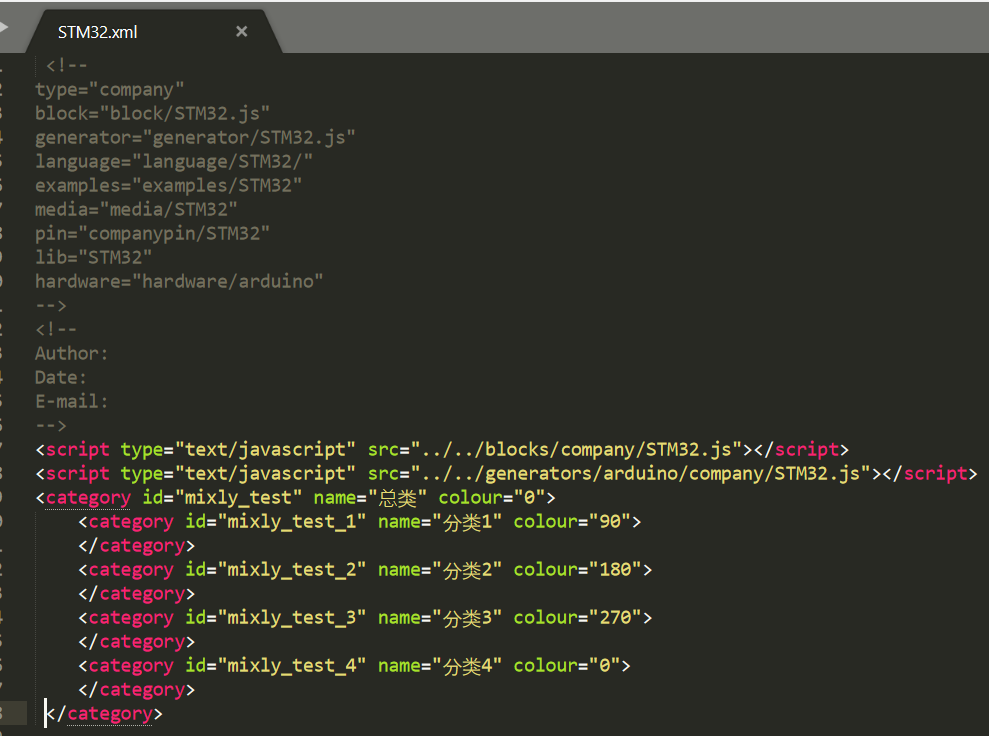 STM32.xml ×
<!--
type="company"
block="block/STM32.js"
generator="generator/STM32.js"
language="language/STM32/"
examples="examples/STM32"
media="media/STM32"
pin="companypin/STM32"
lib="STM32"
hardware="hardware/arduino"
-->
<!--
Author:
Date:
E-mail:
-->
<script type="text/javascript" src="../../blocks/company/STM32.js"></script>
<script type="text/javascript" src="../../generators/arduino/company/STM32.js"></script>
<category id="mixly_test" name="总类" colour="0">
    <category id="mixly_test_1" name="分类1" colour="90">
    </category>
    <category id="mixly_test_2" name="分类2" colour="180">
    </category>
    <category id="mixly_test_3" name="分类3" colour="270">
    </category>
    <category id="mixly_test_4" name="分类4" colour="0">
    </category>
</category>